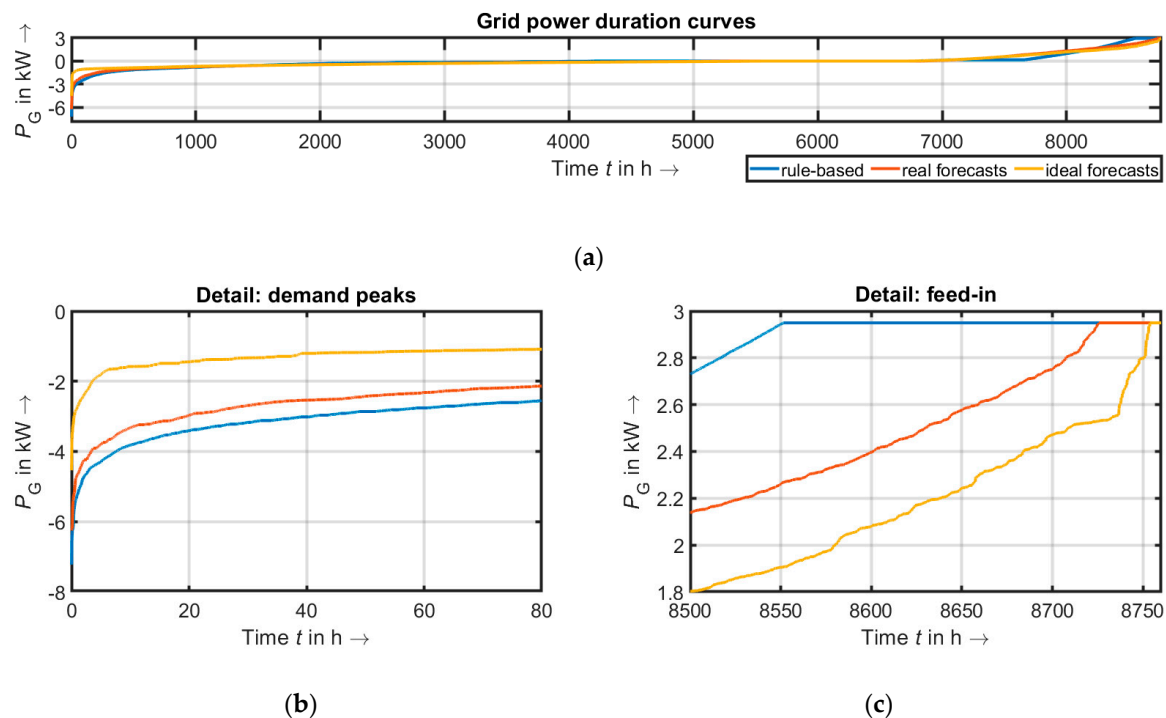 Grid power duration curves
P_G in kW →
3
0
-3
-6
0 1000 2000 3000 4000 5000 6000 7000 8000
Time t in h →
rule-based real forecasts ideal forecasts
(a)
Detail: demand peaks
P_G in kW →
0
-2
-4
-6
-8
0 20 40 60 80
Time t in h →
(b)
Detail: feed-in
P_G in kW →
3
2.8
2.6
2.4
2.2
2
1.8
8500 8550 8600 8650 8700 8750
Time t in h →
(c)